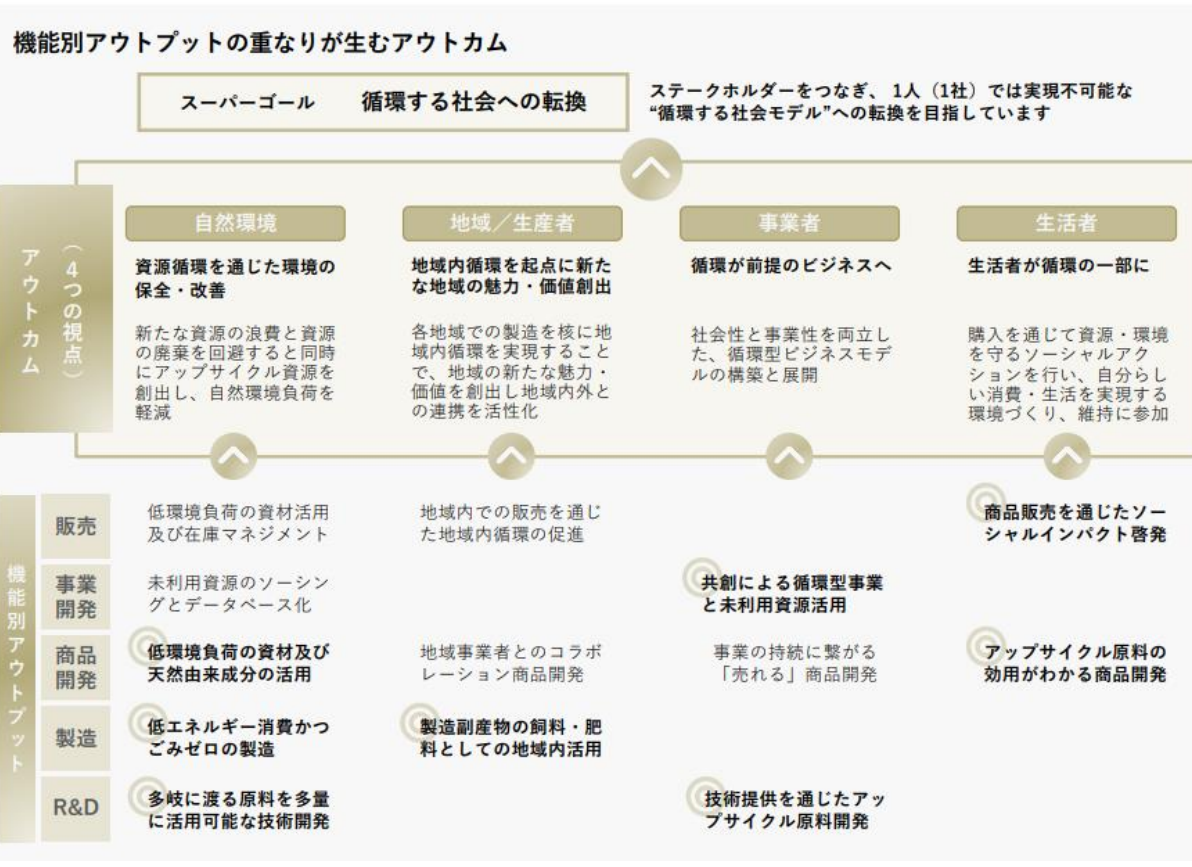 機能別アウトプットの重なりが生むアウトカム
スーパーゴール 循環する社会への転換
ステークホルダーをつなぎ、 1人（1社）では実現不可能な
“循環する社会モデル”への転換を目指しています
アウトカム
（4つの視点）
自然環境
資源循環を通じた環境の
保全・改善
新たな資源の浪費と資源
の廃棄を回避すると同時
にアップサイクル資源を
創出し、自然環境負荷を
軽減
地域／生産者
地域内循環を起点に新た
な地域の魅力・価値創出
各地域での製造を核に地
域内循環を実現すること
で、地域の新たな魅力・
価値を創出し地域内外と
の連携を活性化
事業者
循環が前提のビジネスへ
社会性と事業性を両立し
た、循環型ビジネスモデ
ルの構築と展開
生活者
生活者が循環の一部に
購入を通じて資源・環境
を守るソーシャルアク
ションを行い、自分らし
い消費・生活を実現する
環境づくり、維持に参加
機能別アウトプット
販売
低環境負荷の資材活用
及び在庫マネジメント
地域内での販売を通じ
た地域内循環の促進
商品販売を通じたソー
シャルインパクト啓発
事業
開発
未利用資源のソーシン
グとデータベース化
共創による循環型事業
と未利用資源活用
商品
開発
低環境負荷の資材及び
天然由来成分の活用
地域事業者とのコラボ
レーション商品開発
事業の持続に繋がる
「売れる」商品開発
アップサイクル原料の
効用がわかる商品開発
製造
低エネルギー消費かつ
ごみゼロの製造
製造副産物の飼料・肥
料としての地域内活用
R&D
多岐に渡る原料を多量
に活用可能な技術開発
技術提供を通じたアッ
プサイクル原料開発